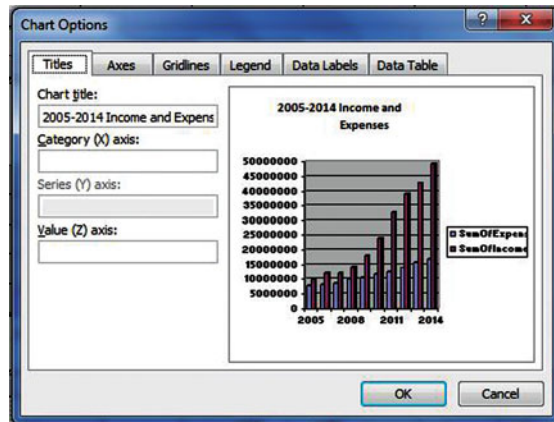 Chart Options
?
X
Titles
Axes
Gridlines
Legend
Data Labels
Data Table
Chart title:
2005-2014 Income and Expens
Category (X) axis:
Series (Y) axis:
Value (Z) axis:
2005-2014 Income and
Expenses
50000000
45000000
40000000
35000000
30000000
25000000
20000000
15000000
10000000
5000000
0
2005 2008 2011 2014
SumOfExpens
SumOfIncome
OK
Cancel